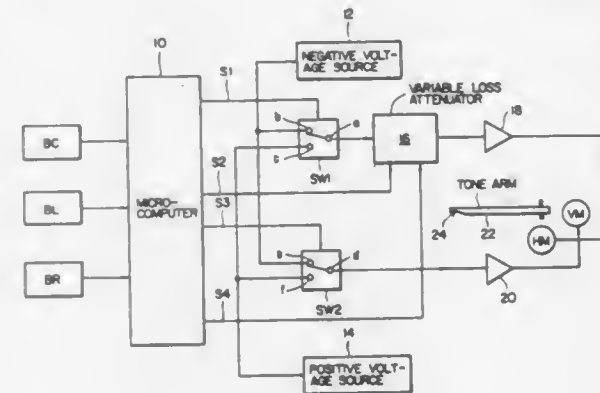 12
NEGATIVE VOLT-
AGE SOURCE
10
S1
VARIABLE LOSS
ATTENUATOR
18
b
a
c
16
BC
SW1
S2
TONE ARM
VM
MICRO-
COMPUTER
S3
24
22
HM
BL
d
f
SW2
20
BR
S4
14
POSITIVE VOLT-
AGE SOURCE